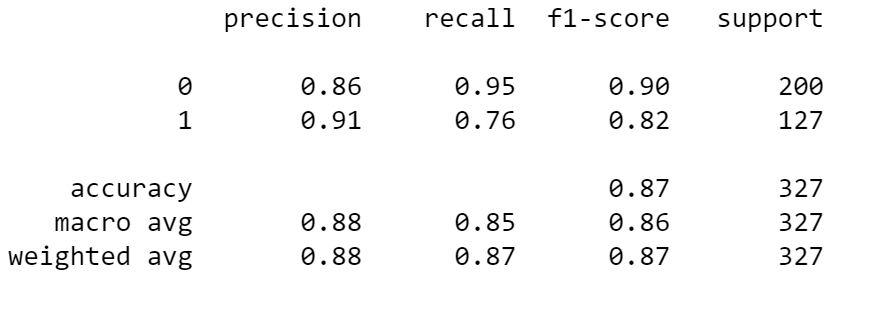 precision recall f1-score support
0 0.86 0.95 0.90 200
1 0.91 0.76 0.82 127
accuracy 0.87 327
macro avg 0.88 0.85 0.86 327
weighted avg 0.88 0.87 0.87 327